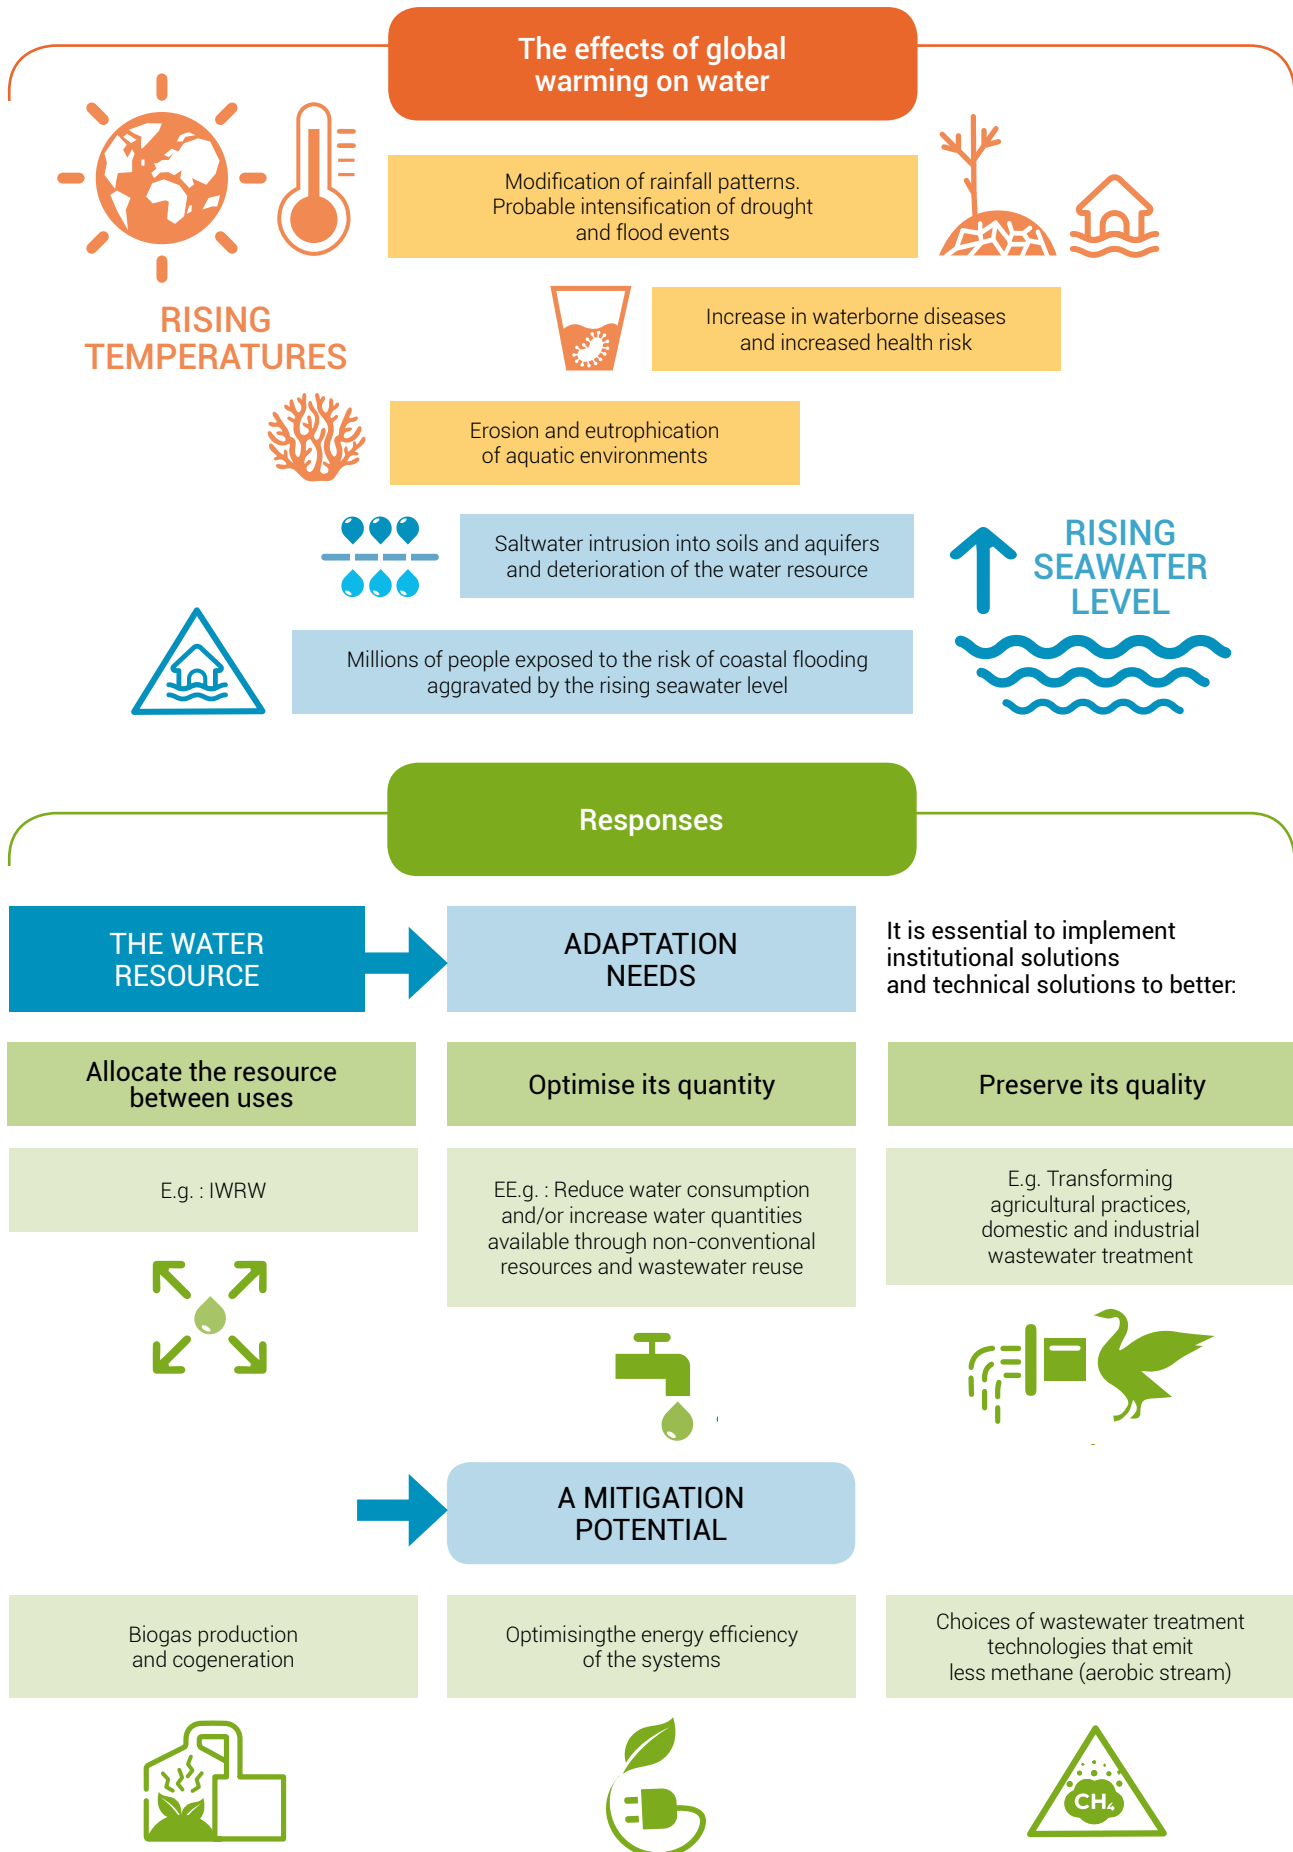 The effects of global
warming on water
Modification of rainfall patterns.
Probable intensification of drought
and flood events
RISING
TEMPERATURES
Increase in waterborne diseases
and increased health risk
Erosion and eutrophication
of aquatic environments
Saltwater intrusion into soils and aquifers
and deterioration of the water resource
RISING
SEAWATER
LEVEL
Millions of people exposed to the risk of coastal flooding
aggravated by the rising seawater level
Responses
THE WATER
RESOURCE
ADAPTATION
NEEDS
It is essential to implement
institutional solutions
and technical solutions to better:
Allocate the resource
between uses
Optimise its quantity
Preserve its quality
E.g. : IWRW
EE.g. : Reduce water consumption
and/or increase water quantities
available through non-conventional
resources and wastewater reuse
E.g. Transforming
agricultural practices,
domestic and industrial
wastewater treatment
A MITIGATION
POTENTIAL
Biogas production
and cogeneration
Optimisingthe energy efficiency
of the systems
Choices of wastewater treatment
technologies that emit
less methane (aerobic stream)
CH₄